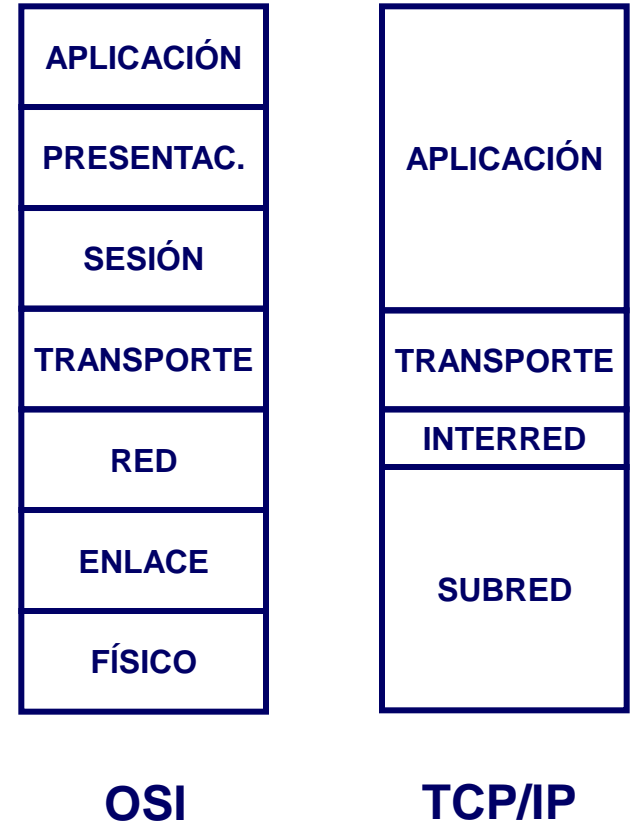 APLICACIÓN
PRESENTAC.
SESIÓN
TRANSPORTE
RED
ENLACE
FÍSICO
OSI
APLICACIÓN
TRANSPORTE
INTERRED
SUBRED
TCP/IP